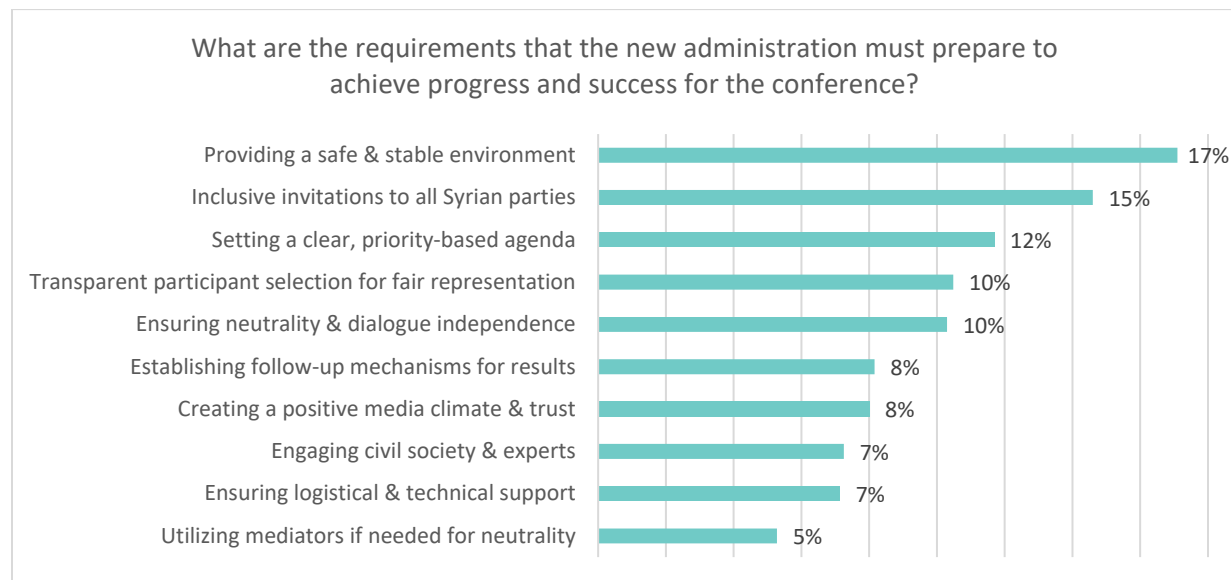 What are the requirements that the new administration must prepare to
achieve progress and success for the conference?
Providing a safe & stable environment 17%
Inclusive invitations to all Syrian parties 15%
Setting a clear, priority-based agenda 12%
Transparent participant selection for fair representation 10%
Ensuring neutrality & dialogue independence 10%
Establishing follow-up mechanisms for results 8%
Creating a positive media climate & trust 8%
Engaging civil society & experts 7%
Ensuring logistical & technical support 7%
Utilizing mediators if needed for neutrality 5%